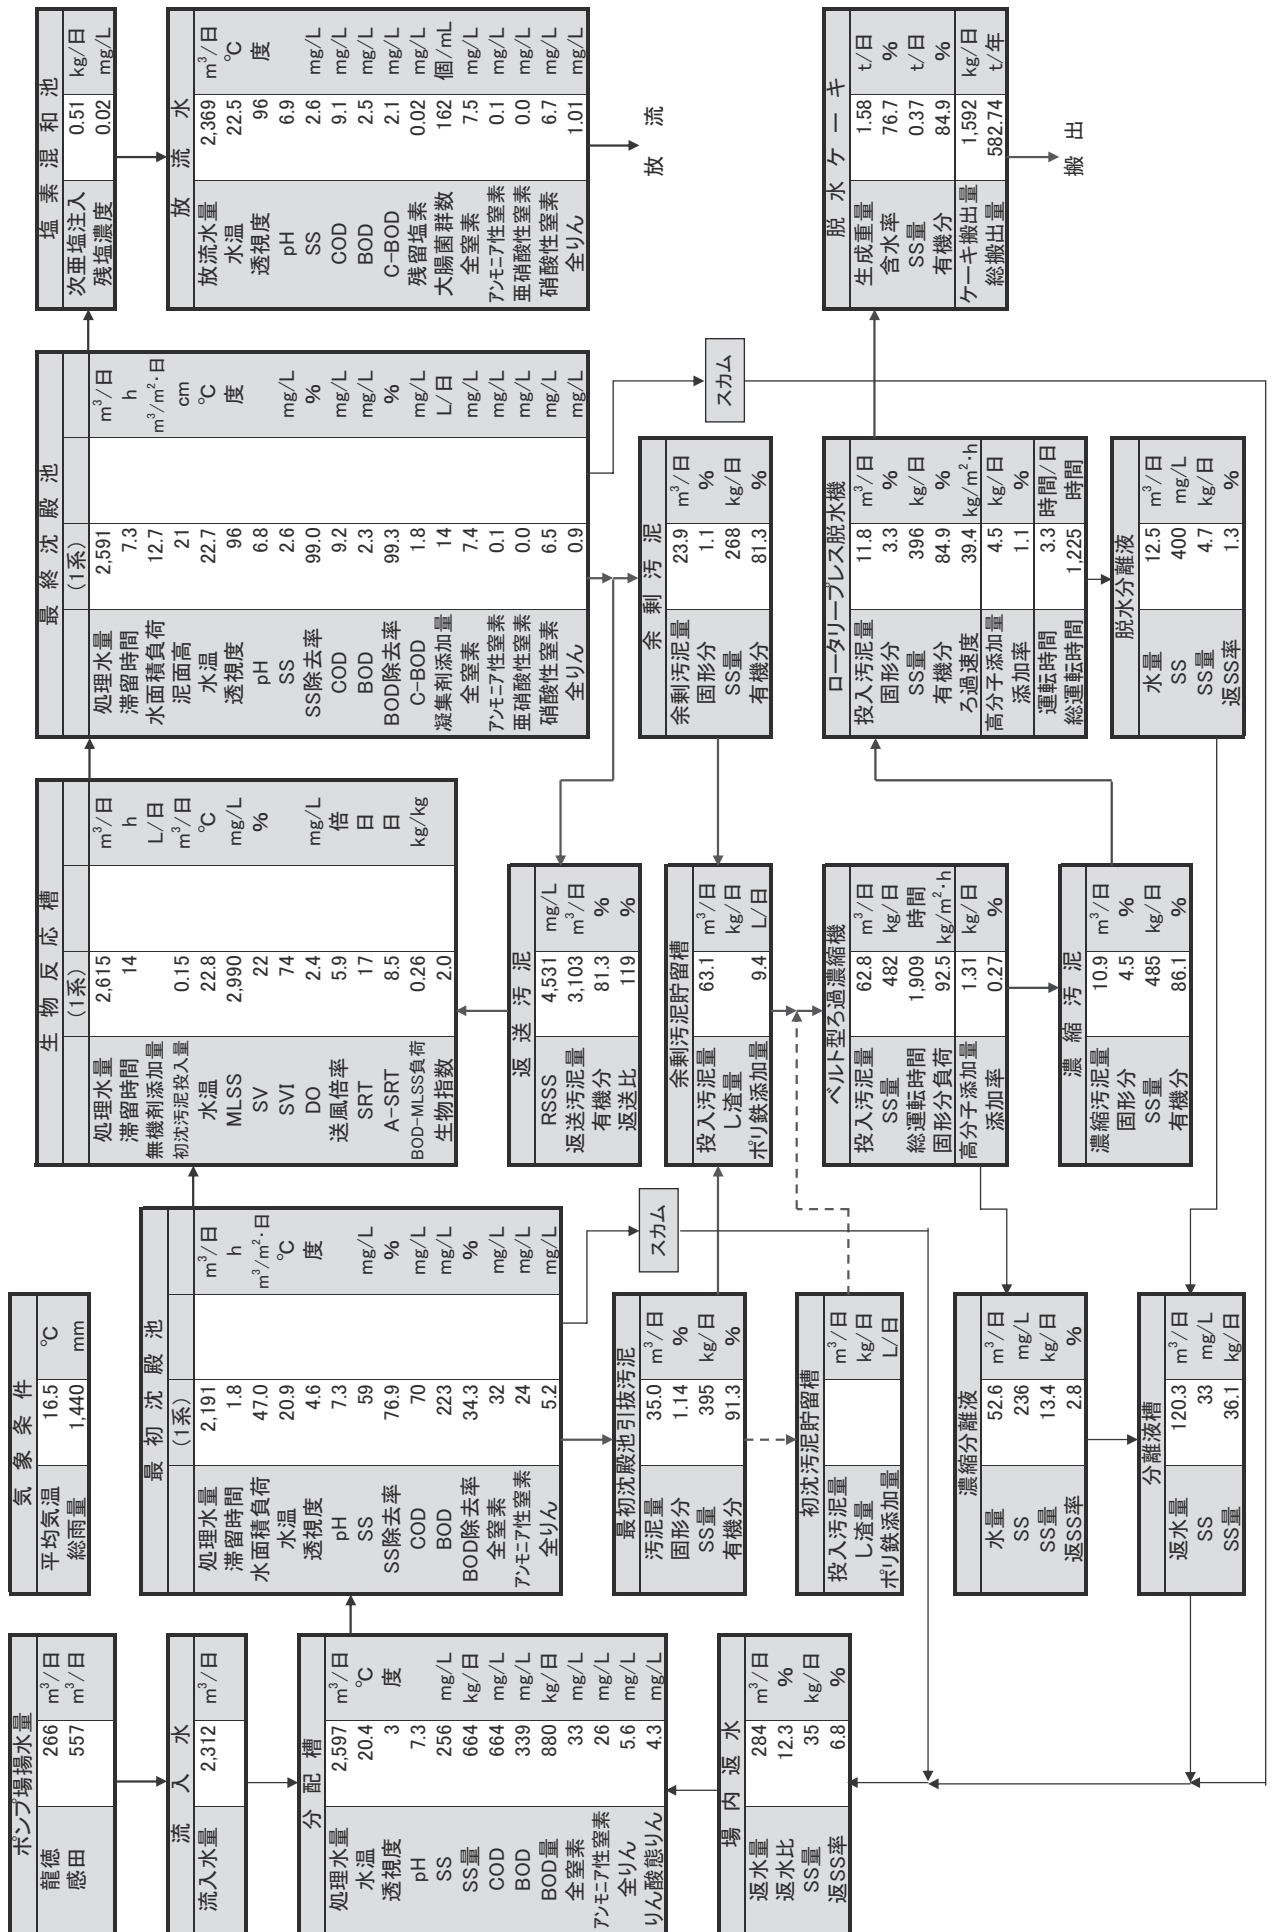 ポンプ場揚水量
龍徳 266 m³/日
感田 557 m³/日
流入水
流入水量 2,312 m³/日
分配槽
処理水量 2,597 m³/日
水温 20.4 ℃
透視度 3 度
pH 7.3
SS 256 mg/L
SS量 664 kg/日
COD 664 mg/L
BOD 339 mg/L
BOD量 880 kg/日
全窒素 33 mg/L
アンモニア性窒素 26 mg/L
全りん 5.6 mg/L
りん酸態りん 4.3 mg/L
場内返水
返水量 284 m³/日
返水比 12.3 %
SS量 35 kg/日
返SS率 6.8 %
気象条件
平均気温 16.5 ℃
総雨量 1,440 mm
最初沈殿池
(1系)
処理水量 2,191 m³/日
滞留時間 1.8 h
水面積負荷 47.0 m³/m²・日
水温 20.9 ℃
透視度 4.6 度
pH 7.3
SS 59 mg/L
SS除去率 76.9 %
COD 70 mg/L
BOD 223 mg/L
BOD除去率 34.3 %
全窒素 32 mg/L
アンモニア性窒素 24 mg/L
全りん 5.2 mg/L
スカム
最初沈殿池引抜汚泥
汚泥量 35.0 m³/日
固形分 1.14 %
SS量 395 kg/日
有機分 91.3 %
初沈汚泥貯留槽
投入汚泥量 m³/日
し渣量 kg/日
ポリ鉄添加量 L/日
濃縮分離液
水量 52.6 m³/日
SS 236 mg/L
SS量 13.4 kg/日
返SS率 2.8 %
分離液槽
返水量 120.3 m³/日
SS 33 mg/L
SS量 36.1 kg/日
生物反応槽
(1系)
処理水量 2,615 m³/日
滞留時間 14 h
無機剤添加量 L/日
初沈汚泥投入量 0.15 m³/日
水温 22.8 ℃
MLSS 2,990 mg/L
SV 22 %
SVI 74
DO 2.4 mg/L
送風倍率 5.9 倍
SRT 17 日
A-SRT 8.5 日
BOD-MLSS負荷 0.26 kg/kg
生物指数 2.0
返送汚泥
RSSS 4,531 mg/L
返送汚泥量 3,103 m³/日
有機分 81.3 %
返送比 119 %
余剰汚泥貯留槽
投入汚泥量 63.1 m³/日
し渣量 kg/日
ポリ鉄添加量 9.4 L/日
ベルト型ろ過濃縮機
投入汚泥量 62.8 m³/日
SS量 482 kg/日
総運転時間 1,909 時間
固形分負荷 92.5 kg/m²・h
高分子添加量 1.31 kg/日
添加率 0.27 %
濃縮汚泥
濃縮汚泥量 10.9 m³/日
固形分 4.5 %
SS量 485 kg/日
有機分 86.1 %
最終沈殿池
(1系)
処理水量 2,591 m³/日
滞留時間 7.3 h
水面積負荷 12.7 m³/m²・日
泥面高 21 cm
水温 22.7 ℃
透視度 96 度
pH 6.8
SS 2.6 mg/L
SS除去率 99.0 %
COD 9.2 mg/L
BOD 2.3 mg/L
BOD除去率 99.3 %
C-BOD 1.8 mg/L
凝集剤添加量 14 L/日
全窒素 7.4 mg/L
アンモニア性窒素 0.1 mg/L
亜硝酸性窒素 0.0 mg/L
硝酸性窒素 6.5 mg/L
全りん 0.9 mg/L
余剰汚泥
余剰汚泥量 23.9 m³/日
固形分 1.1 %
SS量 268 kg/日
有機分 81.3 %
スカム
ロータリープレス脱水機
投入汚泥量 11.8 m³/日
固形分 3.3 %
SS量 396 kg/日
有機分 84.9 %
ろ過速度 39.4 kg/m²・h
高分子添加量 4.5 kg/日
添加率 1.1 %
運転時間 3.3 時間/日
総運転時間 1,225 時間
脱水分離液
水量 12.5 m³/日
SS 400 mg/L
SS量 4.7 kg/日
返SS率 1.3 %
塩素混和池
次亜塩注入 0.51 kg/日
残塩濃度 0.02 mg/L
放流水
放流水量 2,369 m³/日
水温 22.5 ℃
透視度 96 度
pH 6.9
SS 2.6 mg/L
COD 9.1 mg/L
BOD 2.5 mg/L
C-BOD 2.1 mg/L
残留塩素 0.02 mg/L
大腸菌群数 162 個/mL
全窒素 7.5 mg/L
アンモニア性窒素 0.1 mg/L
亜硝酸性窒素 0.0 mg/L
硝酸性窒素 6.7 mg/L
全りん 1.01 mg/L
放流
脱水ケーキ
生成重量 1.58 t/日
含水率 76.7 %
SS量 0.37 t/日
有機分 84.9 %
ケーキ搬出量 1,592 kg/日
総搬出量 582.74 t/年
搬出